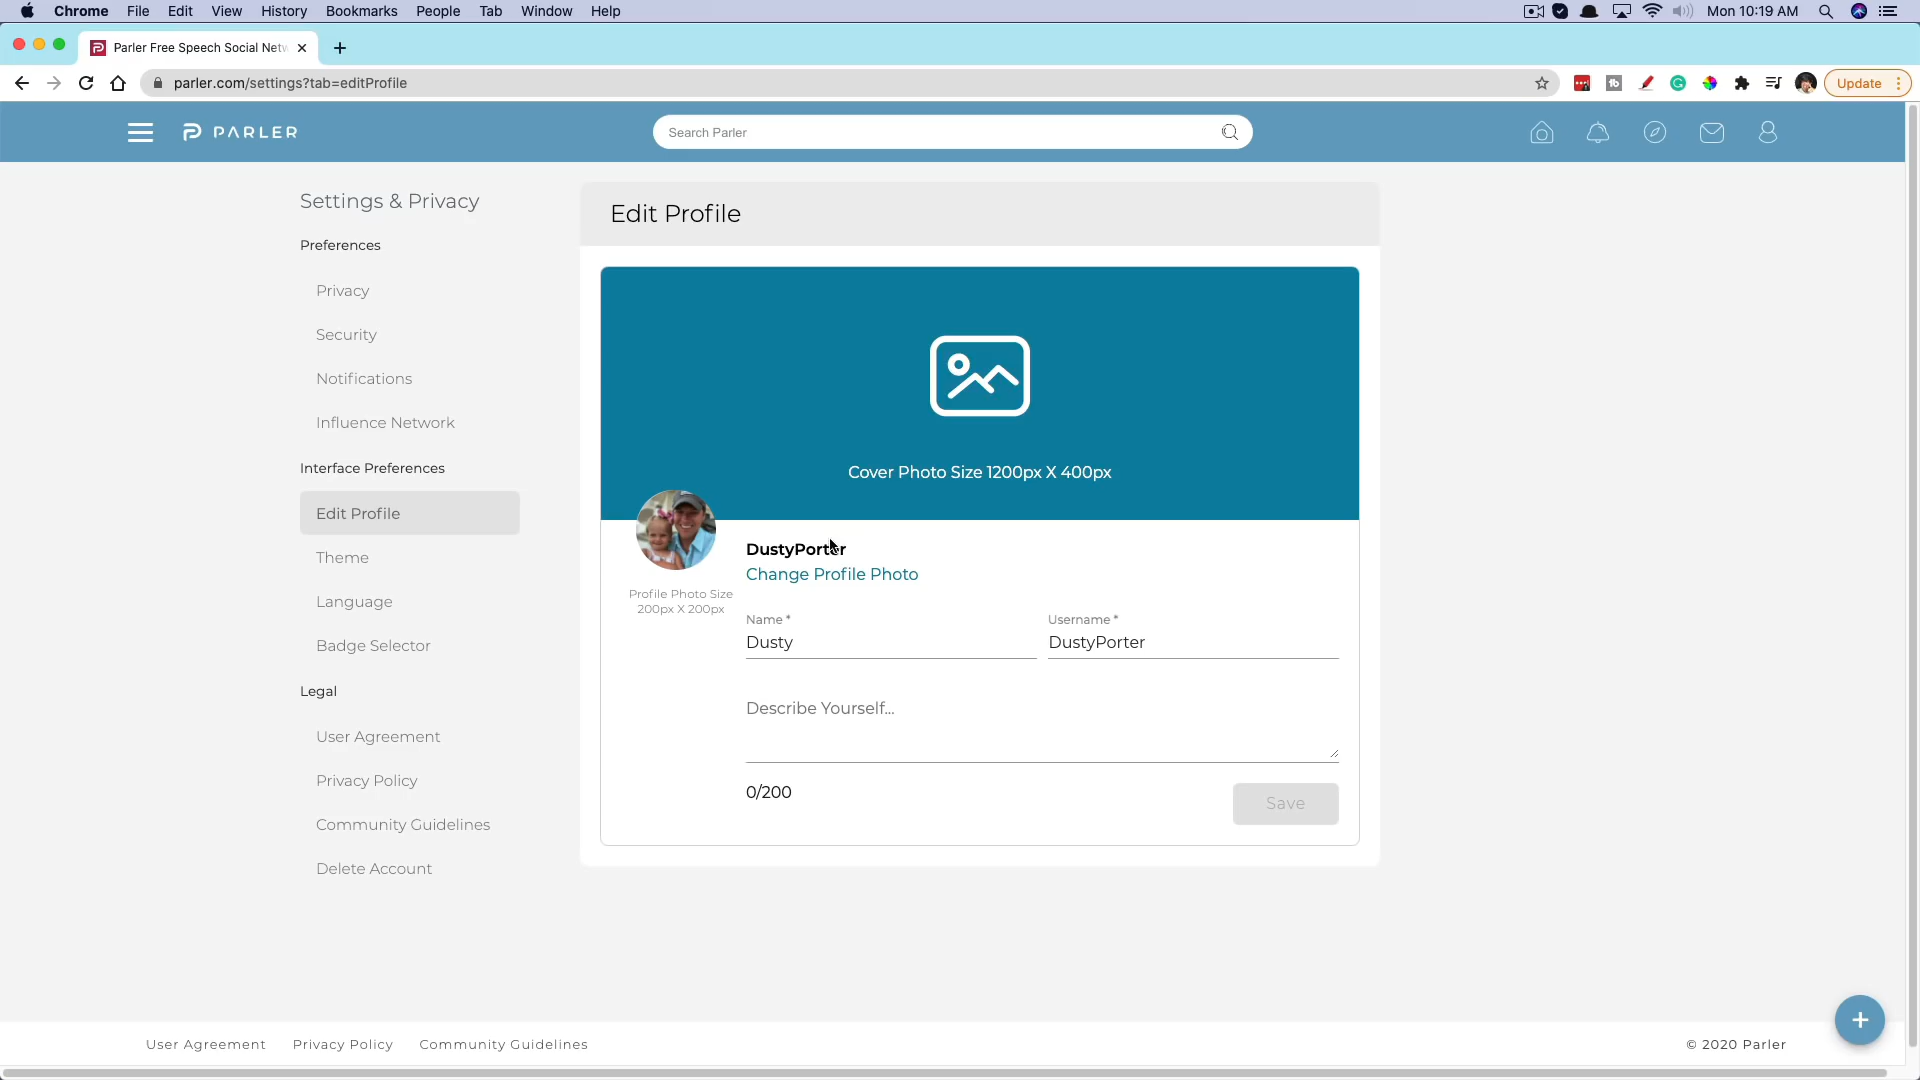 Chrome File Edit View History Bookmarks People Tab Window Help Mon 10:19 AM
Parler Free Speech Social Netw
parler.com/settings?tab=editProfile Update
PARLER Search Parler
Settings & Privacy
Preferences
Privacy
Security
Notifications
Influence Network
Interface Preferences
Edit Profile
Theme
Language
Badge Selector
Legal
User Agreement
Privacy Policy
Community Guidelines
Delete Account
Edit Profile
Cover Photo Size 1200px X 400px
DustyPorter
Change Profile Photo
Profile Photo Size
200px X 200px
Name * Username *
Dusty DustyPorter
Describe Yourself...
0/200
Save
User Agreement Privacy Policy Community Guidelines © 2020 Parler